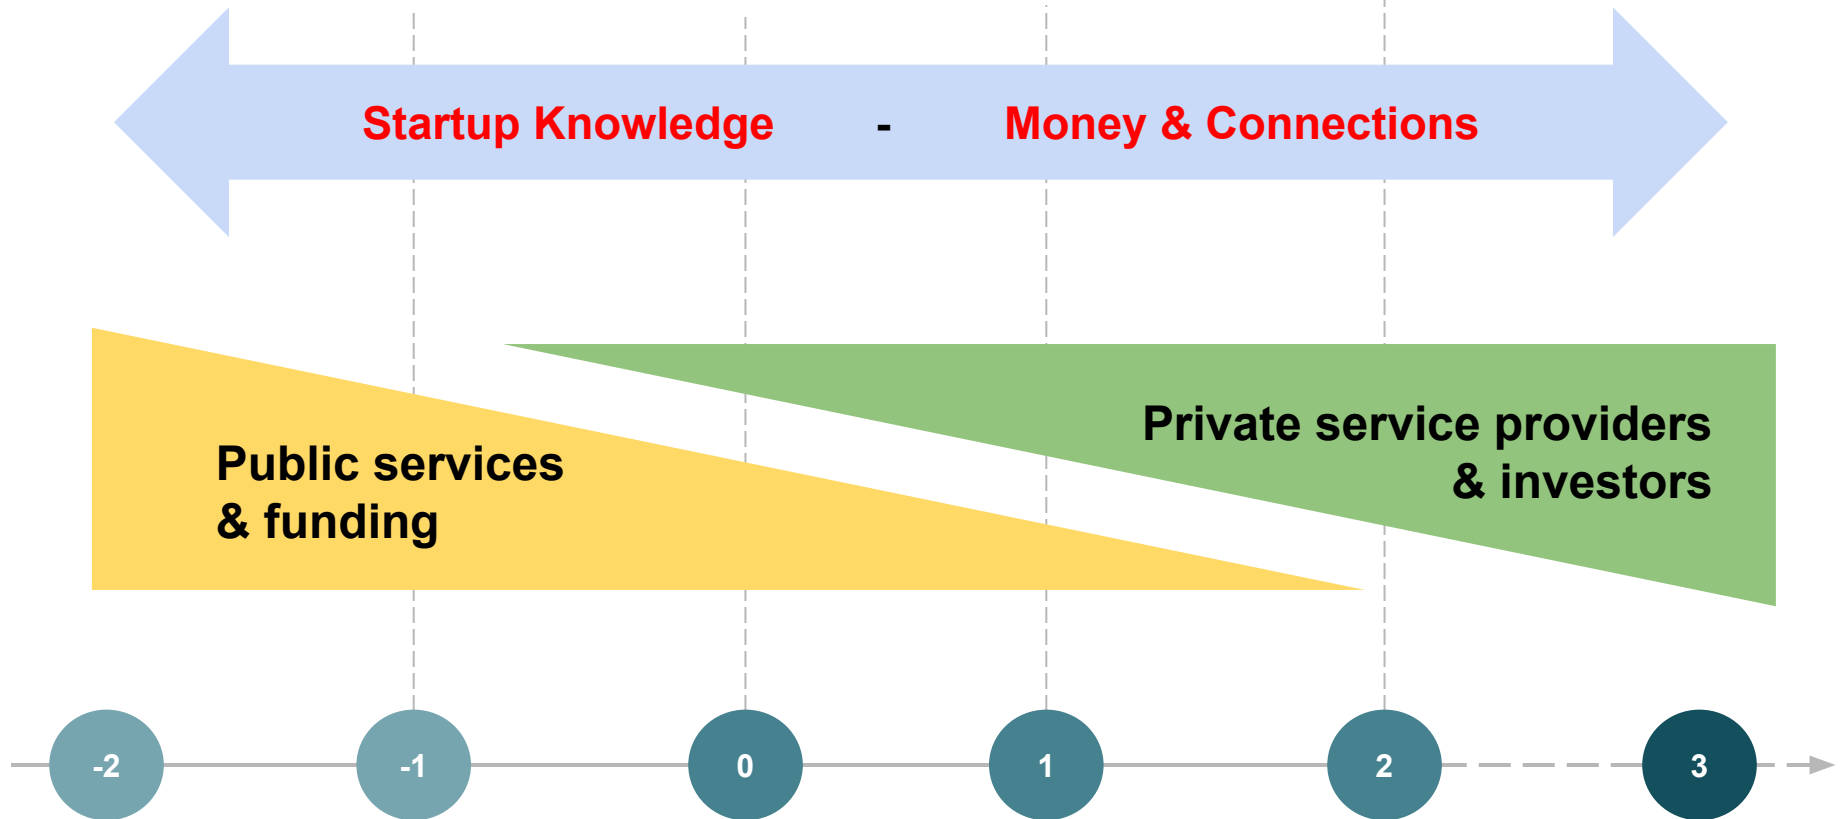 Startup Knowledge - Money & Connections
Private service providers
& investors
Public services
& funding
-2 -1 0 1 2 3